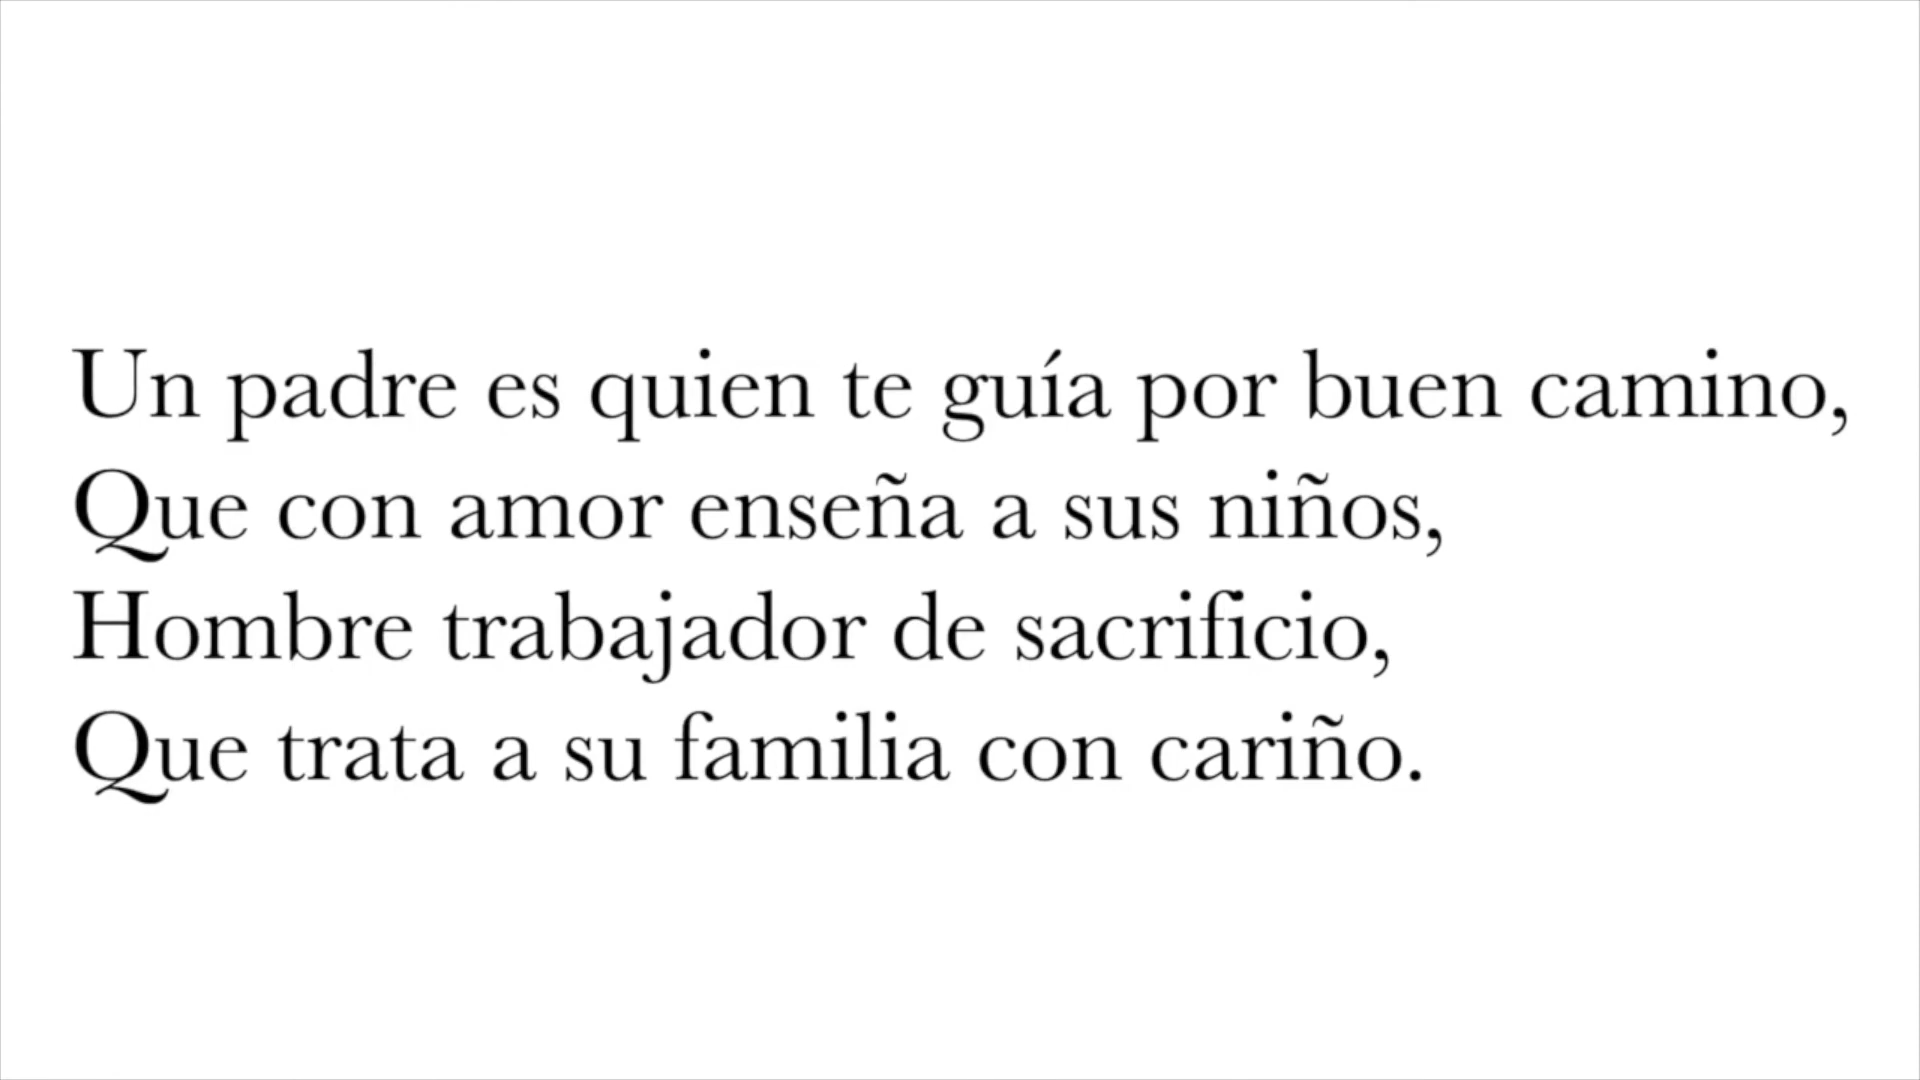 Un padre es quien te guía por buen camino,
Que con amor enseña a sus niños,
Hombre trabajador de sacrificio,
Que trata a su familia con cariño.